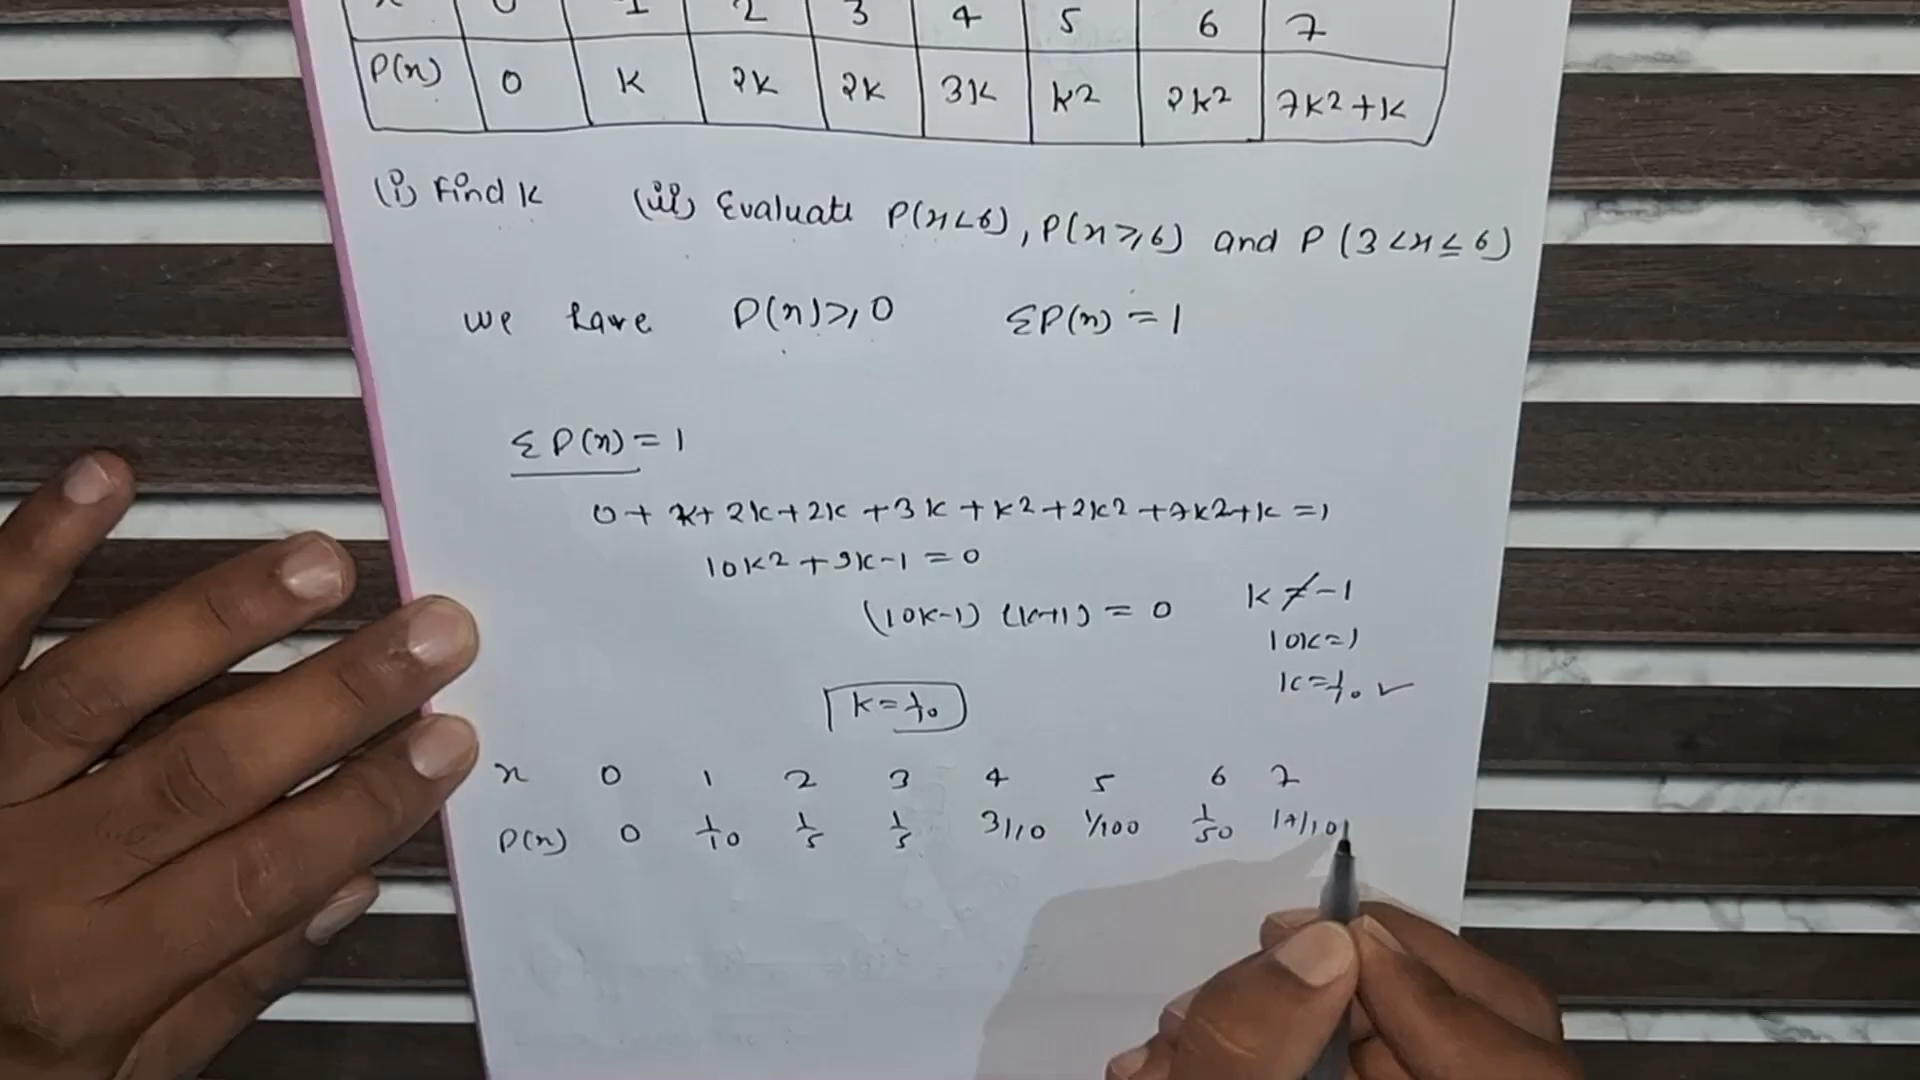 x 0 1 2 3 4 5 6 7
P(x) 0 k 2k 2k 3k k2 2k2 7k2+k
(i) Find k (ii) Evaluate P(x<6), P(x≥6) and P(3<x≤6)
we have P(x)≥0 ΣP(x) = 1
ΣP(x) = 1
0+ k+ 2k+2k +3k +k2+2k2 +7k2+k =1
10k2 +9k-1 =0
(10k-1) (k+1) = 0 k≠-1
10k=1
k=1/10 ✓
k=1/10
x 0 1 2 3 4 5 6 7
P(x) 0 1/10 1/5 1/5 3/10 1/100 1/50 17/10